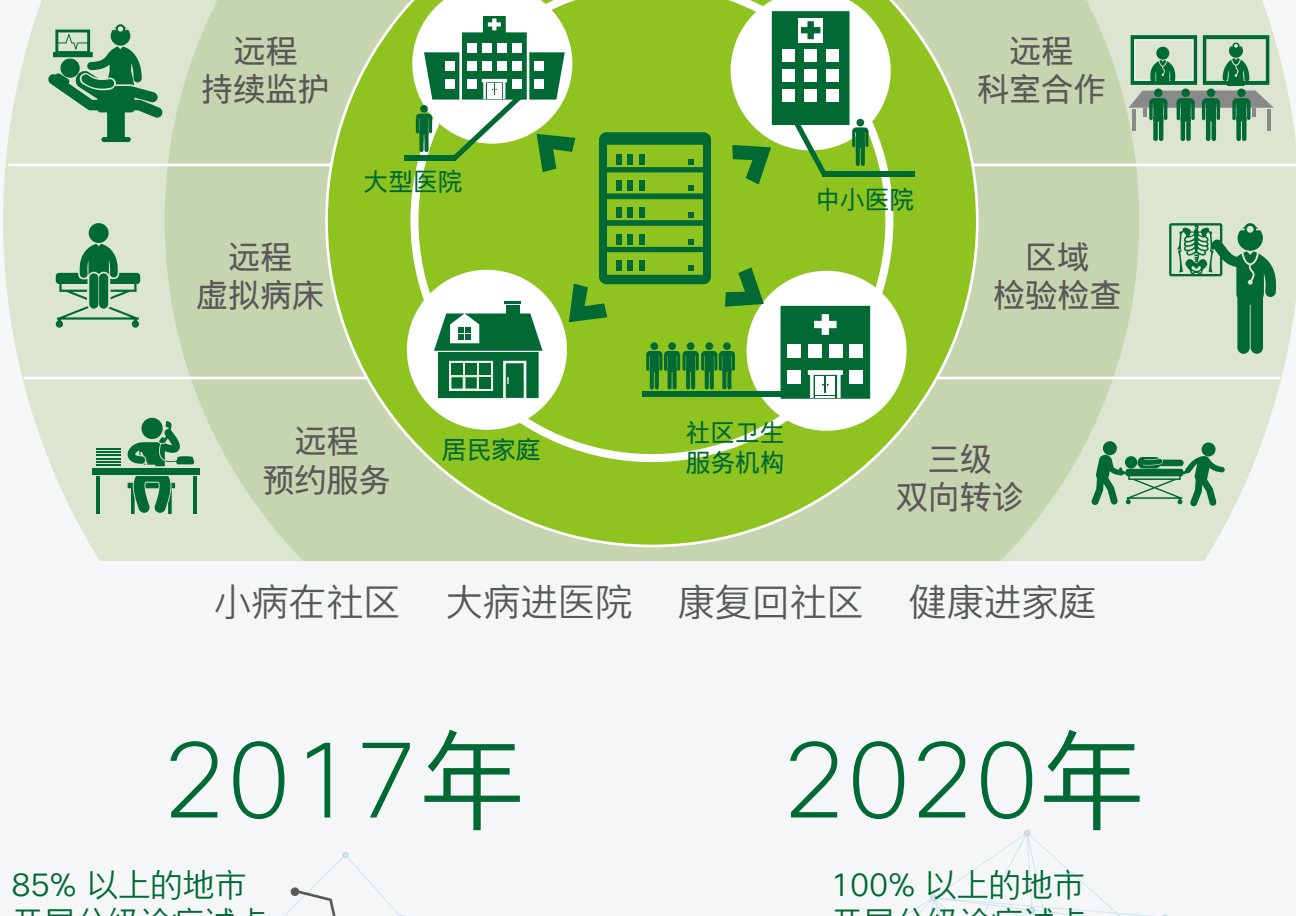 远程
持续监护
远程
科室合作
大型医院
中小医院
远程
虚拟病床
区域
检验检查
远程
预约服务
居民家庭
社区卫生
服务机构
三级
双向转诊
小病在社区 大病进医院 康复回社区 健康进家庭
2017年
2020年
85% 以上的地市
100% 以上的地市